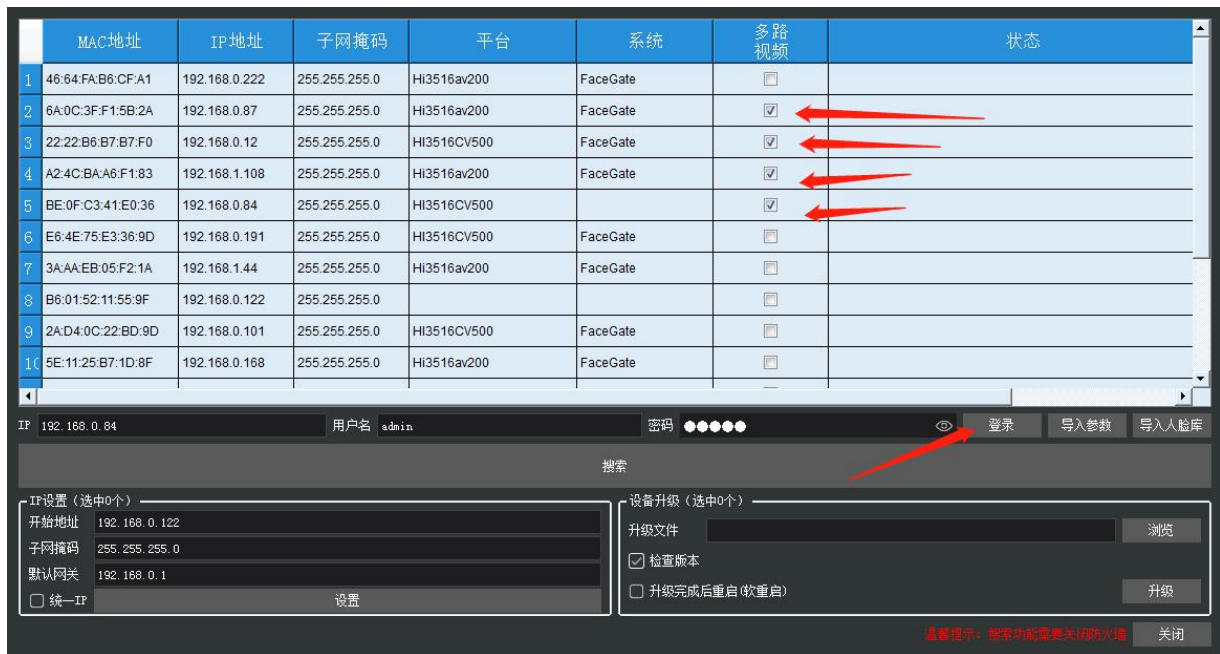 MAC地址 IP地址 子网掩码 平台 系统 多路视频 状态
1 46:64:FA:B6:CF:A1 192.168.0.222 255.255.255.0 Hi3516av200 FaceGate
2 6A:0C:3F:F1:5B:2A 192.168.0.87 255.255.255.0 Hi3516av200 FaceGate
3 22:22:B6:B7:B7:F0 192.168.0.12 255.255.255.0 HI3516CV500 FaceGate
4 A2:4C:BA:A6:F1:83 192.168.1.108 255.255.255.0 Hi3516av200 FaceGate
5 BE:0F:C3:41:E0:36 192.168.0.84 255.255.255.0 HI3516CV500
6 E6:4E:75:E3:36:9D 192.168.0.191 255.255.255.0 HI3516CV500 FaceGate
7 3A:AA:EB:05:F2:1A 192.168.1.44 255.255.255.0 Hi3516av200 FaceGate
8 B6:01:52:11:55:9F 192.168.0.122 255.255.255.0
9 2A:D4:0C:22:BD:9D 192.168.0.101 255.255.255.0 HI3516CV500 FaceGate
10 5E:11:25:B7:1D:8F 192.168.0.168 255.255.255.0 Hi3516av200 FaceGate
IP 192.168.0.84 用户名 admin 密码 ●●●●● 登录 导入参数 导入人脸库
搜索
IP设置（选中0个）
开始地址 192.168.0.122
子网掩码 255.255.255.0
默认网关 192.168.0.1
统一IP 设置
设备升级（选中0个）
升级文件 浏览
检查版本
升级完成后重启(软重启) 升级
温馨提示：搜索功能需要关闭防火墙 关闭